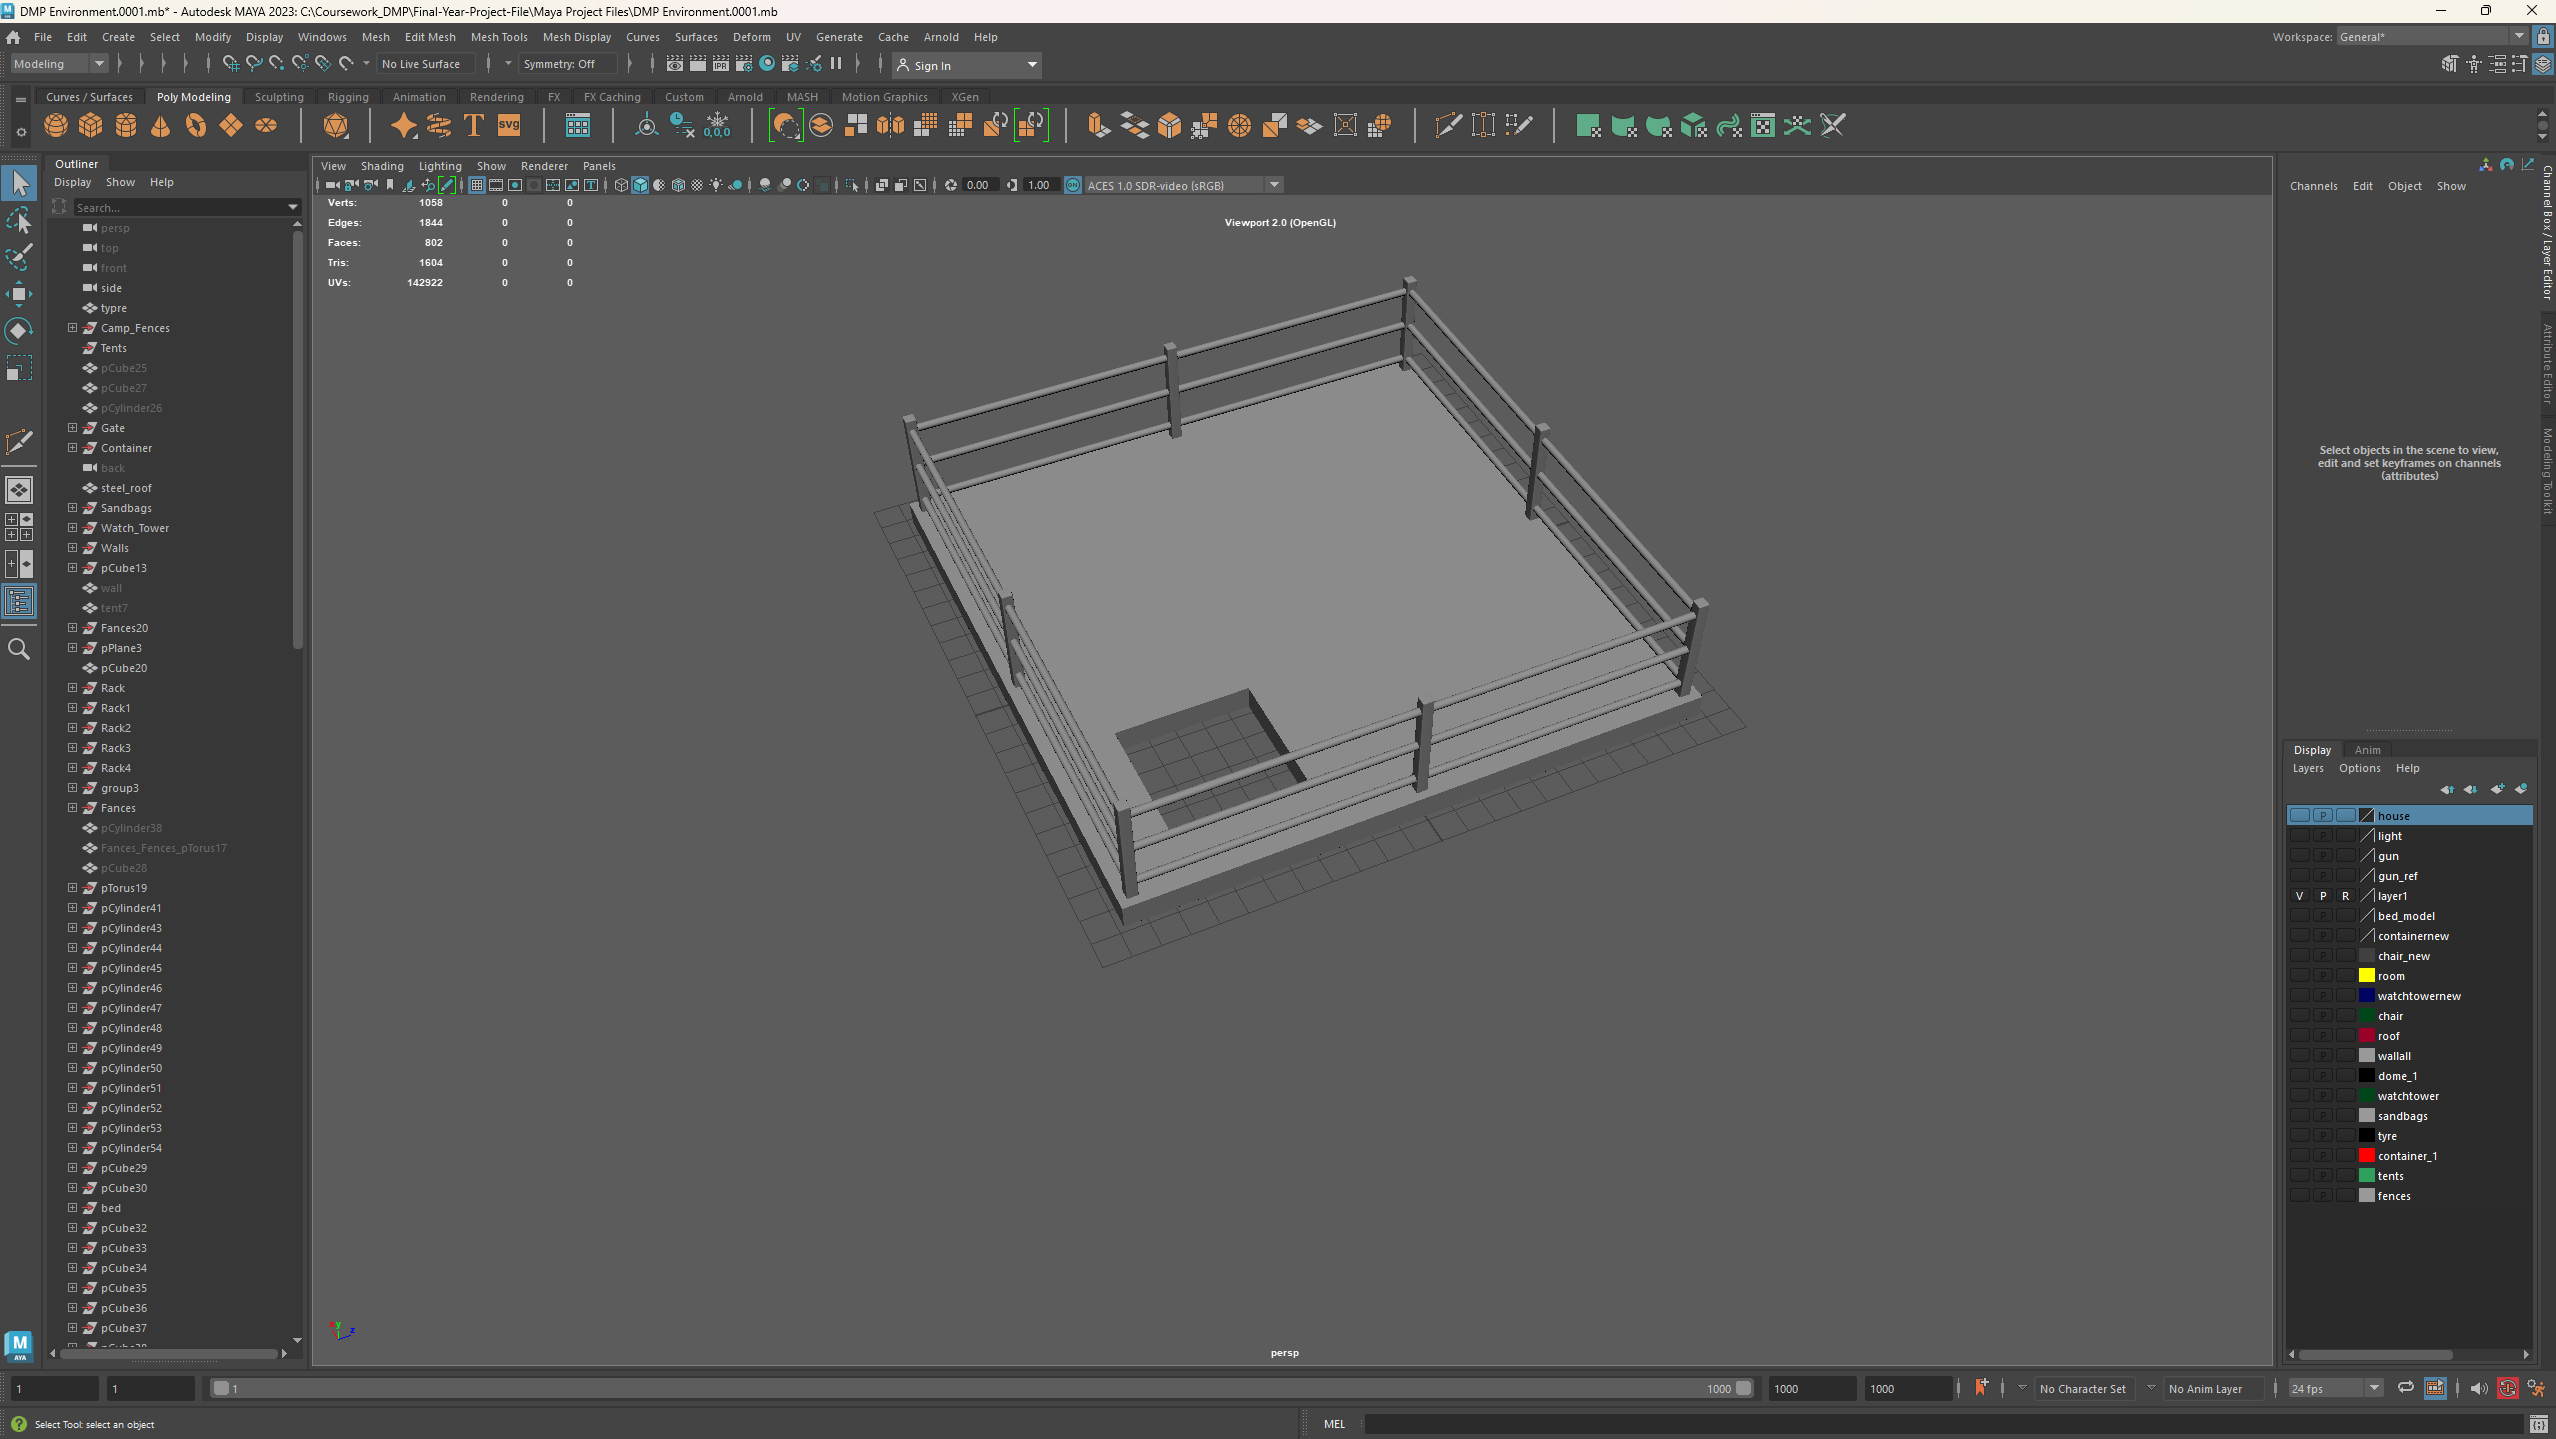 DMP Environment.0001.mb* - Autodesk MAYA 2023: C:\Coursework_DMP\Final-Year-Project-File\Maya Project Files\DMP Environment.0001.mb
File Edit Create Select Modify Display Windows Mesh Edit Mesh Mesh Tools Mesh Display Curves Surfaces Deform UV Generate Cache Arnold Help
Workspace: General*
Modeling
No Live Surface
Symmetry: Off
IPR
Sign In
Curves / Surfaces Poly Modeling Sculpting Rigging Animation Rendering FX FX Caching Custom Arnold MASH Motion Graphics XGen
T
SVG
0,0,0
Outliner
Display Show Help
Search...
persp
top
front
side
typre
Camp_Fences
Tents
pCube25
pCube27
pCylinder26
Gate
Container
back
steel_roof
Sandbags
Watch_Tower
Walls
pCube13
wall
tent7
Fances20
pPlane3
pCube20
Rack
Rack1
Rack2
Rack3
Rack4
group3
Fances
pCylinder38
Fances_Fences_pTorus17
pCube28
pTorus19
pCylinder41
pCylinder43
pCylinder44
pCylinder45
pCylinder46
pCylinder47
pCylinder48
pCylinder49
pCylinder50
pCylinder51
pCylinder52
pCylinder53
pCylinder54
pCube29
pCube30
bed
pCube32
pCube33
pCube34
pCube35
pCube36
pCube37
View Shading Lighting Show Renderer Panels
0.00
1.00
ON
ACES 1.0 SDR-video (sRGB)
Verts: 1058 0 0
Edges: 1844 0 0
Faces: 802 0 0
Tris: 1604 0 0
UVs: 142922 0 0
Viewport 2.0 (OpenGL)
y
z
persp
Channels Edit Object Show
Select objects in the scene to view,
edit and set keyframes on channels
(attributes)
Channel Box / Layer Editor
Attribute Editor
Modeling Toolkit
Display Anim
Layers Options Help
P house
P light
P gun
P gun_ref
V P R layer1
P bed_model
P containernew
P chair_new
P room
P watchtowernew
P chair
P roof
P wallall
P dome_1
P watchtower
P sandbags
P tyre
P container_1
P tents
P fences
M
AYA
1
1
1
1000
1000
1000
No Character Set
No Anim Layer
24 fps
Select Tool: select an object
MEL